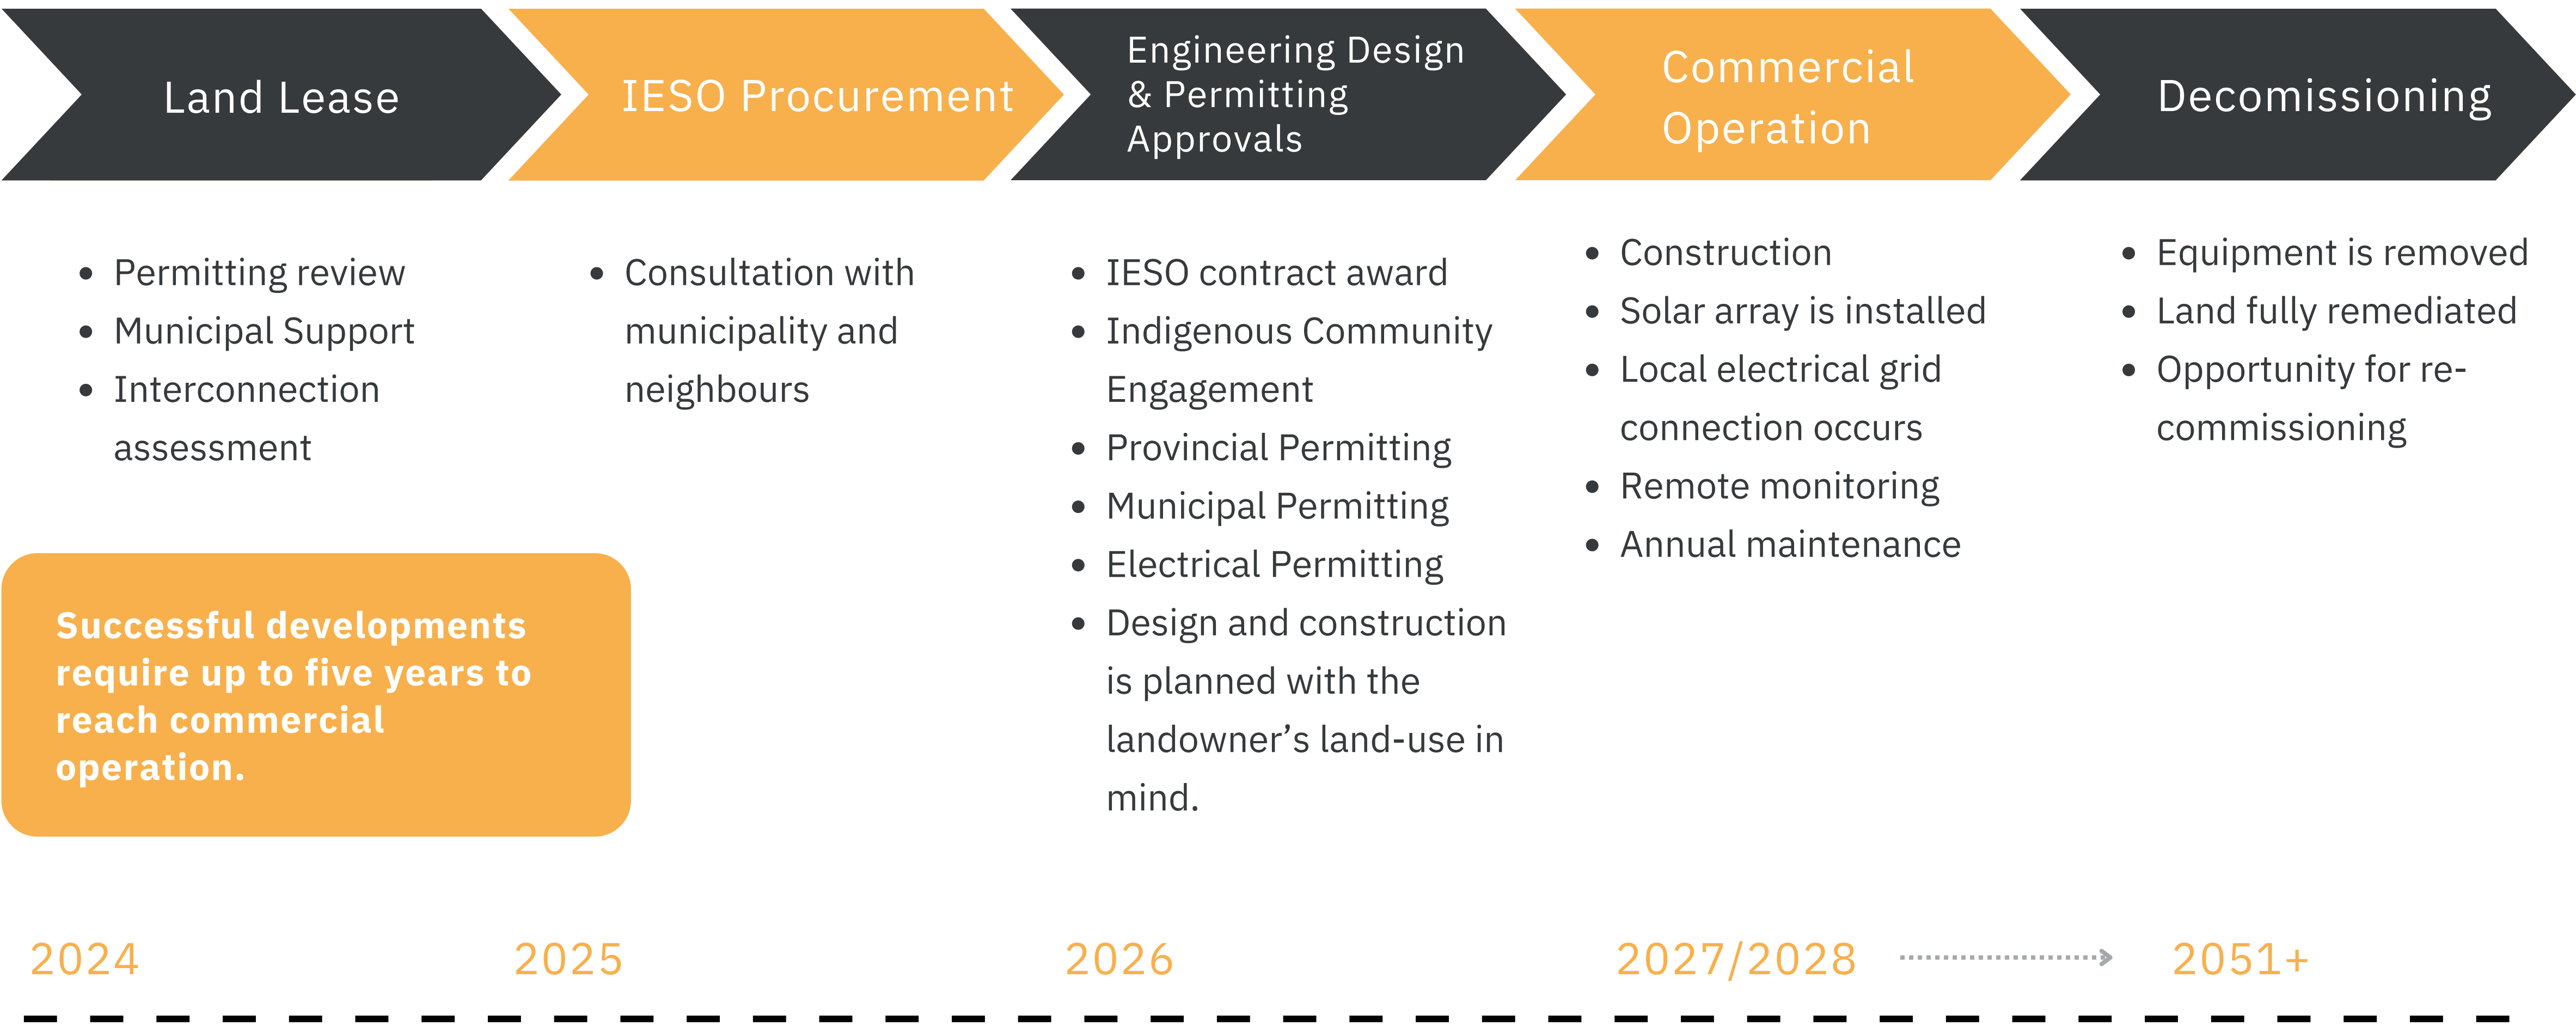 Land Lease
IESO Procurement
Engineering Design
& Permitting
Approvals
Commercial
Operation
Decomissioning
• Permitting review
• Municipal Support
• Interconnection
assessment
• Consultation with
municipality and
neighbours
• IESO contract award
• Indigenous Community
Engagement
• Provincial Permitting
• Municipal Permitting
• Electrical Permitting
• Design and construction
is planned with the
landowner’s land-use in
mind.
• Construction
• Solar array is installed
• Local electrical grid
connection occurs
• Remote monitoring
• Annual maintenance
• Equipment is removed
• Land fully remediated
• Opportunity for re-
commissioning
Successful developments
require up to five years to
reach commercial
operation.
2024
2025
2026
2027/2028
2051+